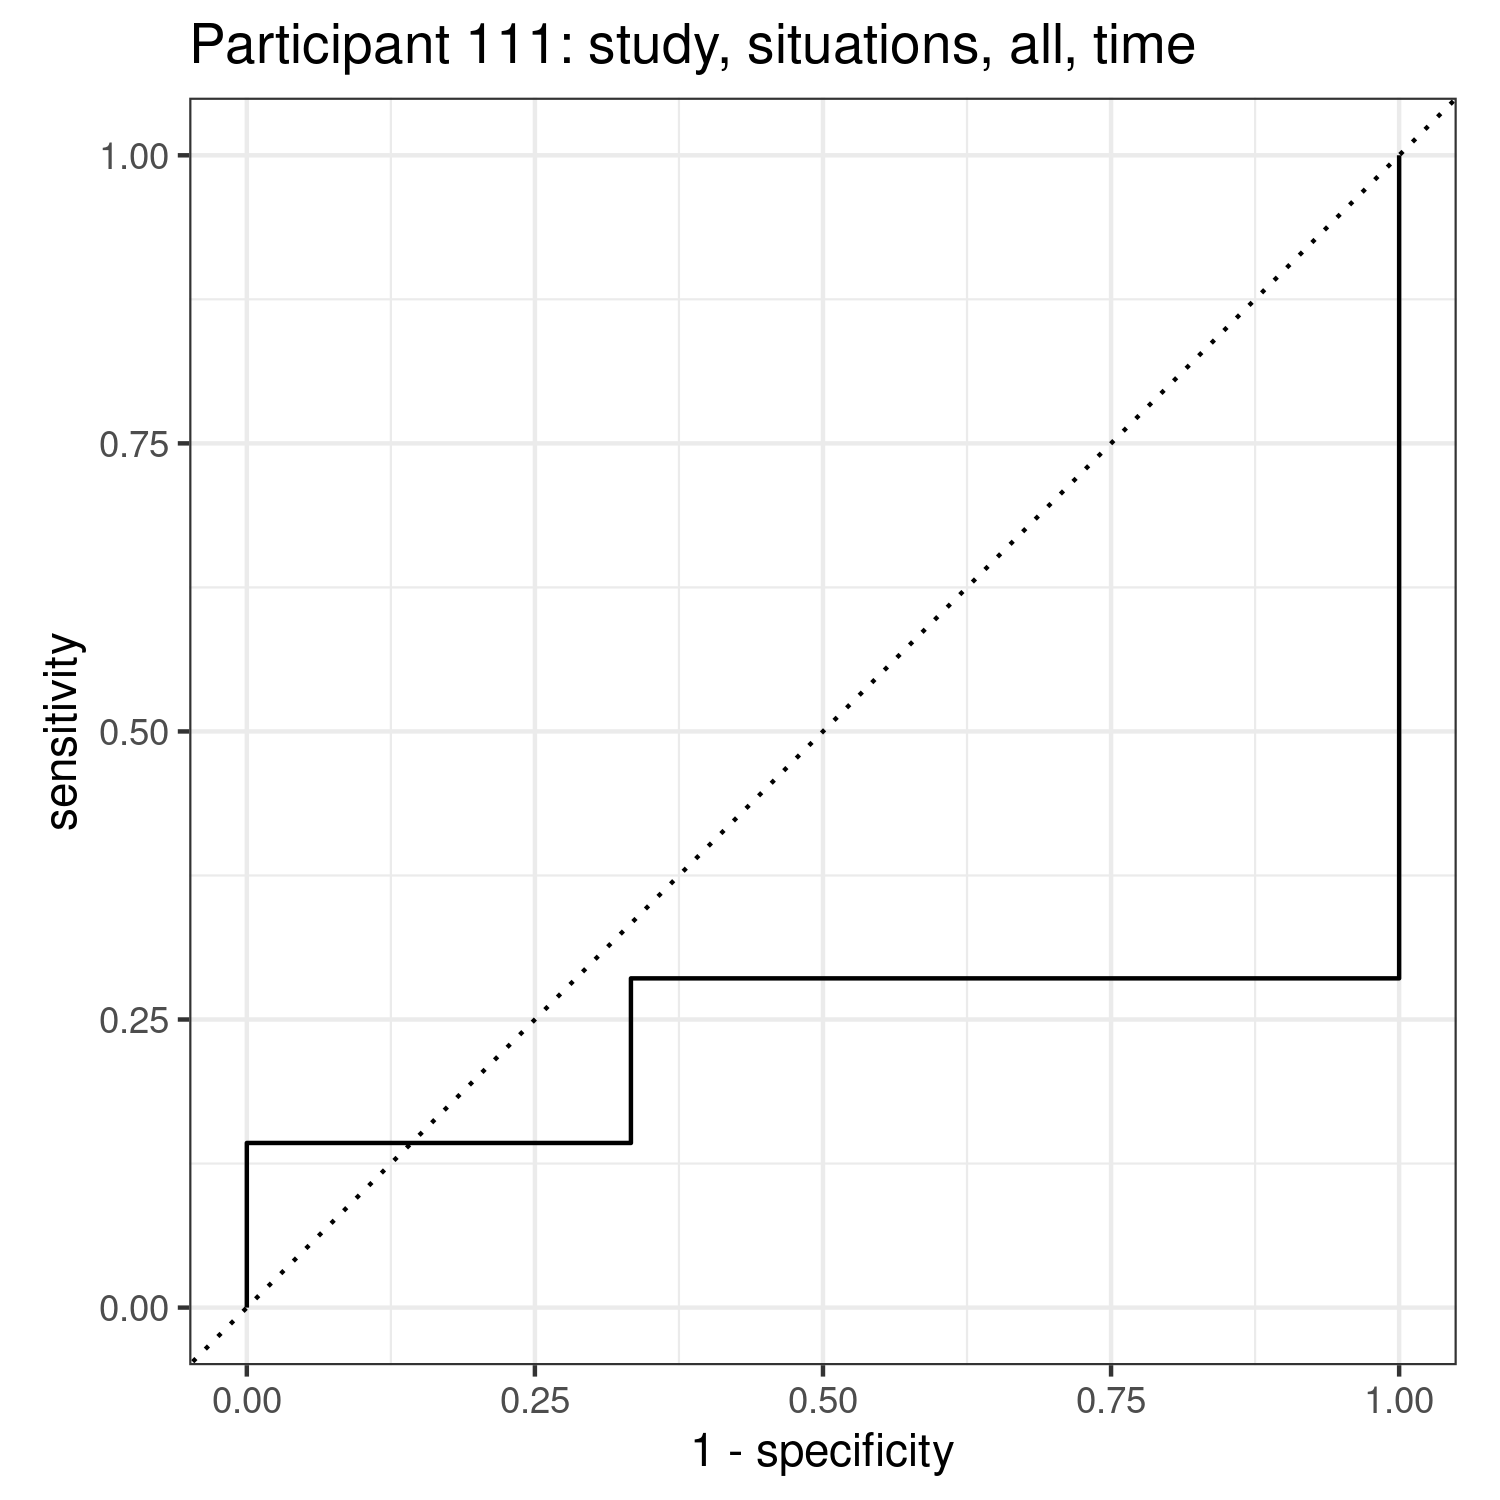 Participant 111: study, situations, all, time
1.00
0.75
0.50
0.25
0.00
sensitivity
0.00 0.25 0.50 0.75 1.00
1 - specificity